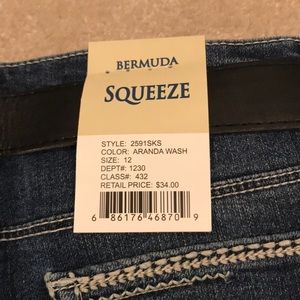 BERMUDA
SQUEEZE
STYLE: 2591SKS
COLOR: ARANDA WASH
SIZE: 12
DEPT#: 1230
CLASS#: 432
RETAIL PRICE: $34.00
6 86176 46870 9